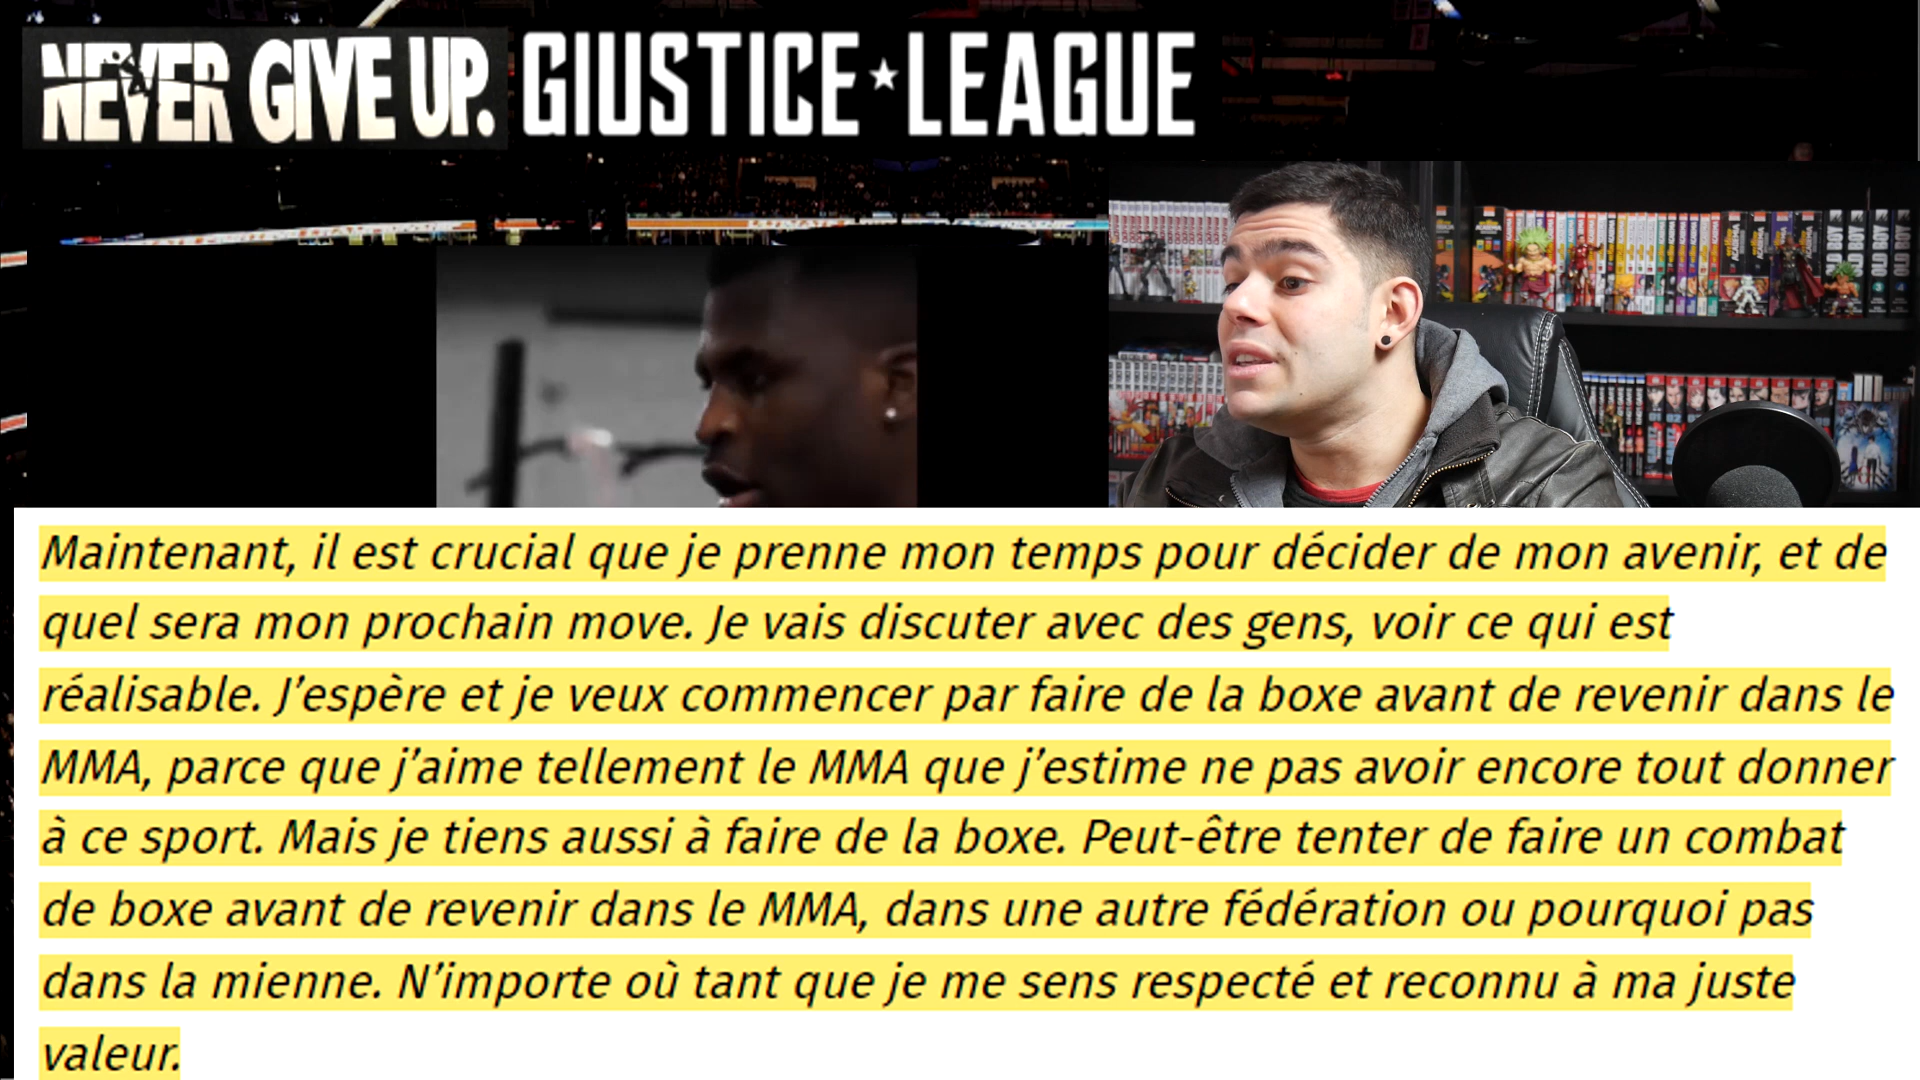 NEVER GIVE UP. GIUSTICE★LEAGUE
OLD BOY OLD BOY
Maintenant, il est crucial que je prenne mon temps pour décider de mon avenir, et de
quel sera mon prochain move. Je vais discuter avec des gens, voir ce qui est
réalisable. J’espère et je veux commencer par faire de la boxe avant de revenir dans le
MMA, parce que j’aime tellement le MMA que j’estime ne pas avoir encore tout donner
à ce sport. Mais je tiens aussi à faire de la boxe. Peut-être tenter de faire un combat
de boxe avant de revenir dans le MMA, dans une autre fédération ou pourquoi pas
dans la mienne. N’importe où tant que je me sens respecté et reconnu à ma juste
valeur.